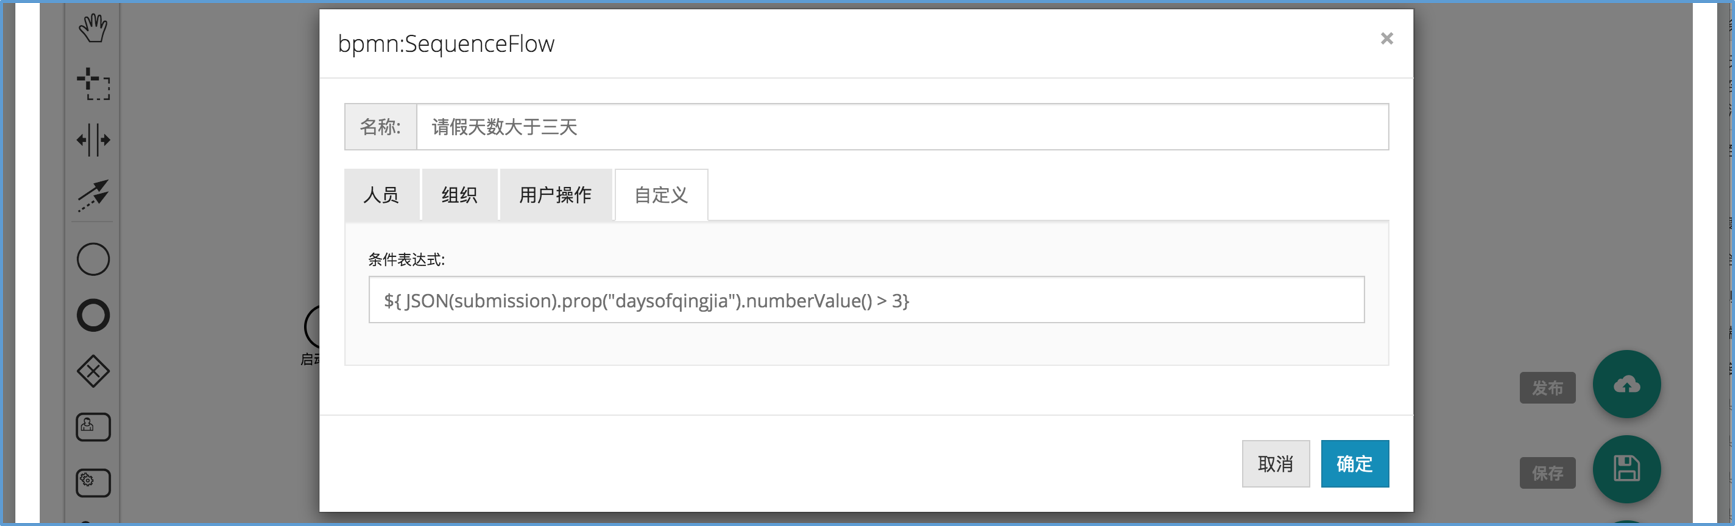 bpmn:SequenceFlow
×
名称: 请假天数大于三天
人员 组织 用户操作 自定义
条件表达式:
${ JSON(submission).prop("daysofqingjia").numberValue() > 3}
启动
发布
取消 确定
保存